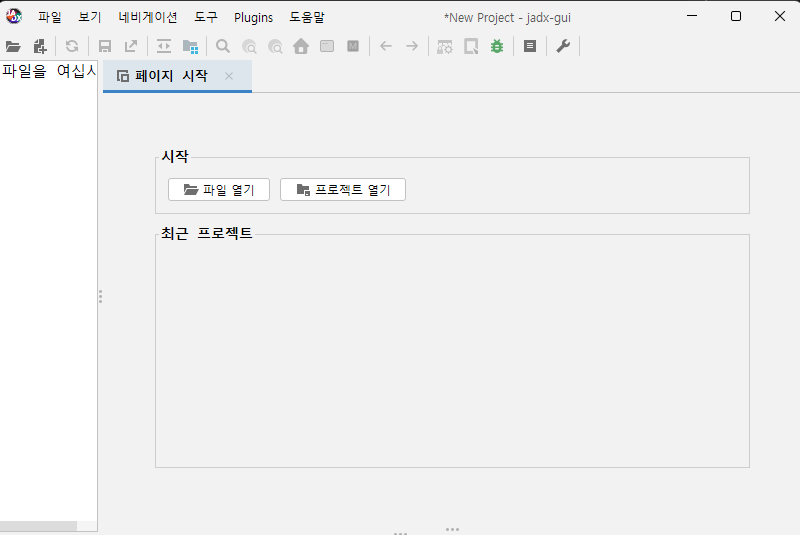 파일 보기 네비게이션 도구 Plugins 도움말 *New Project - jadx-gui
파일을 여십시
페이지 시작
시작
파일 열기 프로젝트 열기
최근 프로젝트